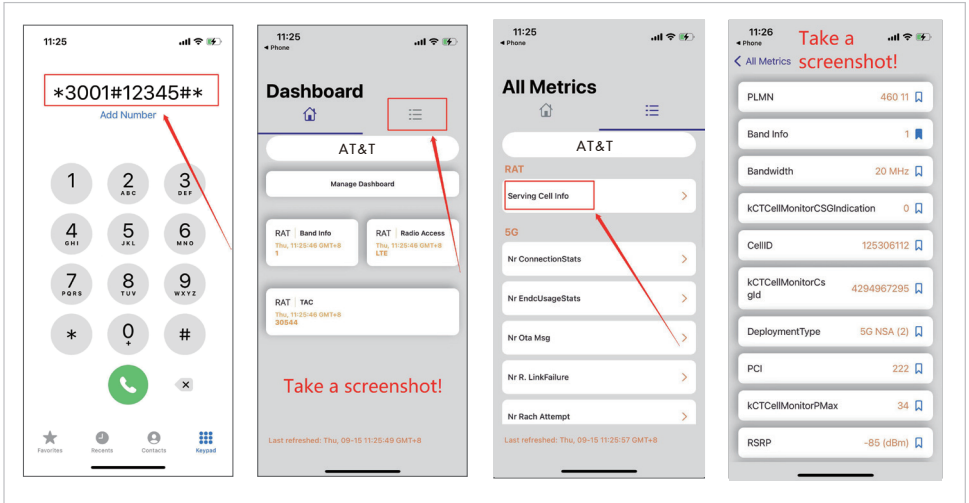 11:25
*3001#12345#*
Add Number
1
2
ABC
3
DEF
4
GHI
5
JKL
6
MNO
7
PQRS
8
TUV
9
WXYZ
*
0
+
#
Favorites
Recents
Contacts
Keypad
11:25
◀ Phone
Dashboard
AT&T
Manage Dashboard
RAT | Band Info
Thu, 11:25:46 GMT+8
1
RAT | Radio Access
Thu, 11:25:46 GMT+8
LTE
RAT | TAC
Thu, 11:25:46 GMT+8
30544
Take a screenshot!
Last refreshed: Thu, 09-15 11:25:49 GMT+8
11:25
◀ Phone
All Metrics
AT&T
RAT
Serving Cell Info
5G
Nr ConnectionStats
Nr EndcUsageStats
Nr Ota Msg
Nr R. LinkFailure
Nr Rach Attempt
Last refreshed: Thu, 09-15 11:25:57 GMT+8
11:26
◀ Phone
All Metrics
Take a
screenshot!
PLMN 460 11
Band Info 1
Bandwidth 20 MHz
kCTCellMonitorCSGIndication 0
CellID 125306112
kCTCellMonitorCs
gId 4294967295
DeploymentType 5G NSA (2)
PCI 222
kCTCellMonitorPMax 34
RSRP -85 (dBm)